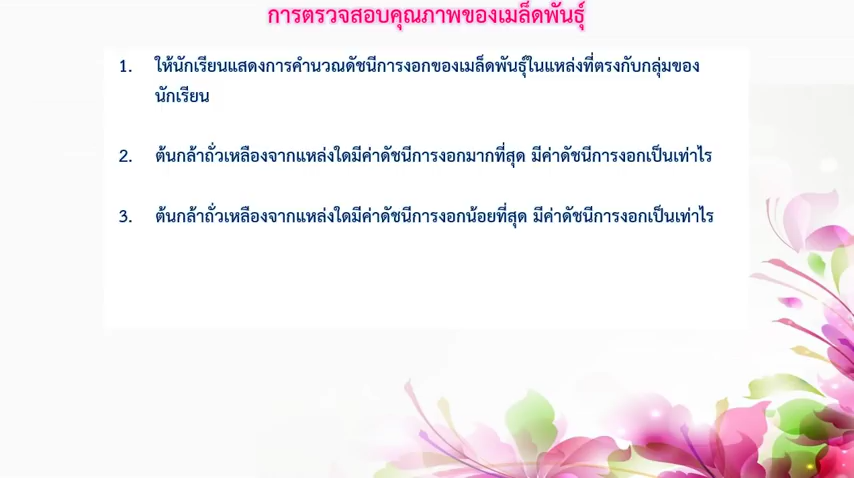 การตรวจสอบคุณภาพของเมล็ดพันธุ์
1. ให้นักเรียนแสดงการคำนวณดัชนีการงอกของเมล็ดพันธุ์ในแหล่งที่ตรงกับกลุ่มของ
นักเรียน
2. ต้นกล้าถั่วเหลืองจากแหล่งใดมีค่าดัชนีการงอกมากที่สุด มีค่าดัชนีการงอกเป็นเท่าไร
3. ต้นกล้าถั่วเหลืองจากแหล่งใดมีค่าดัชนีการงอกน้อยที่สุด มีค่าดัชนีการงอกเป็นเท่าไร